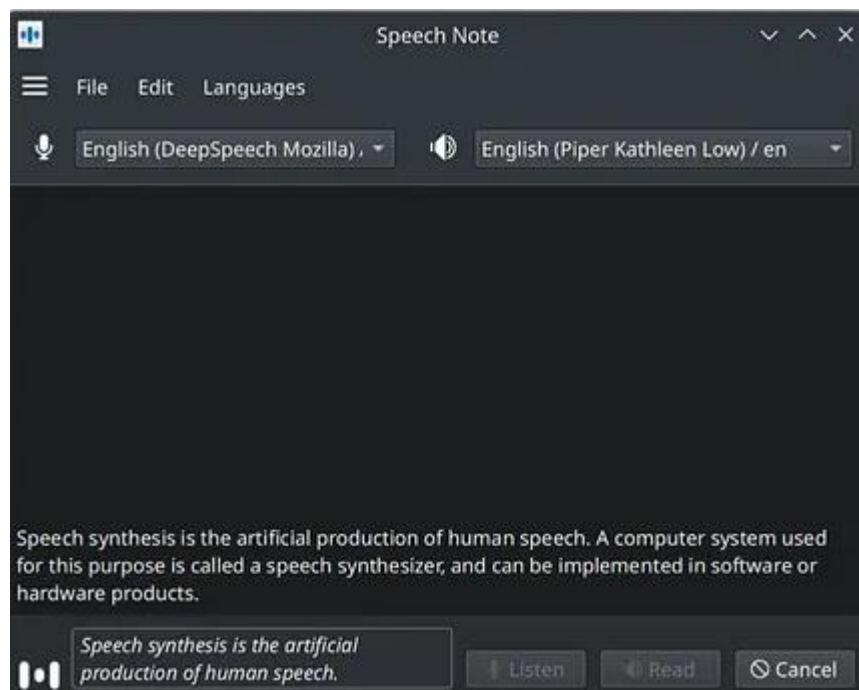 Speech Note
File Edit Languages
English (DeepSpeech Mozilla) English (Piper Kathleen Low) / en
Speech synthesis is the artificial production of human speech. A computer system used
for this purpose is called a speech synthesizer, and can be implemented in software or
hardware products.
Speech synthesis is the artificial
production of human speech.
Listen Read Cancel